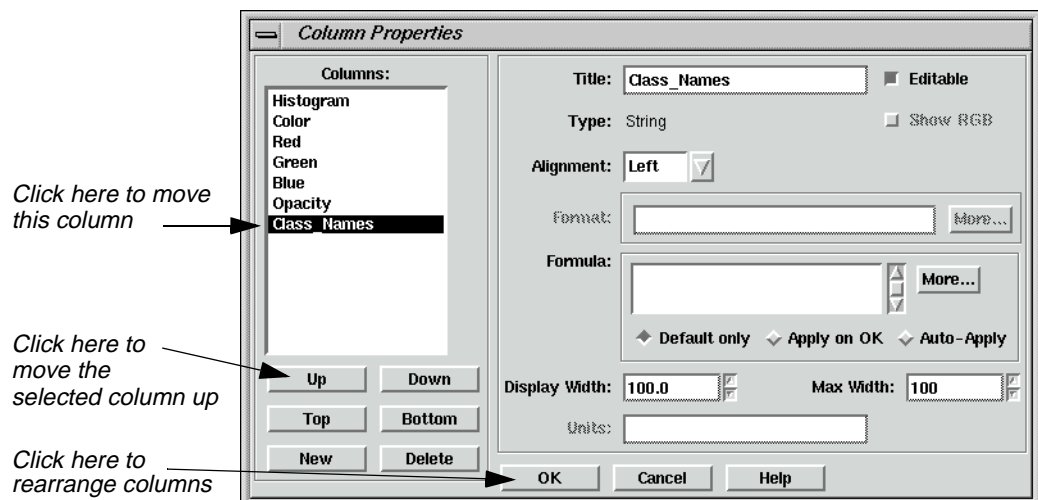 Column Properties
Columns:
Histogram
Color
Red
Green
Blue
Opacity
Class_Names
Up Down
Top Bottom
New Delete
Title: Class_Names Editable
Type: String Show RGB
Alignment: Left
Format: More...
Formula: More...
Default only Apply on OK Auto-Apply
Display Width: 100.0 Max Width: 100
Units:
OK Cancel Help
Click here to move
this column
Click here to
move the
selected column up
Click here to
rearrange columns